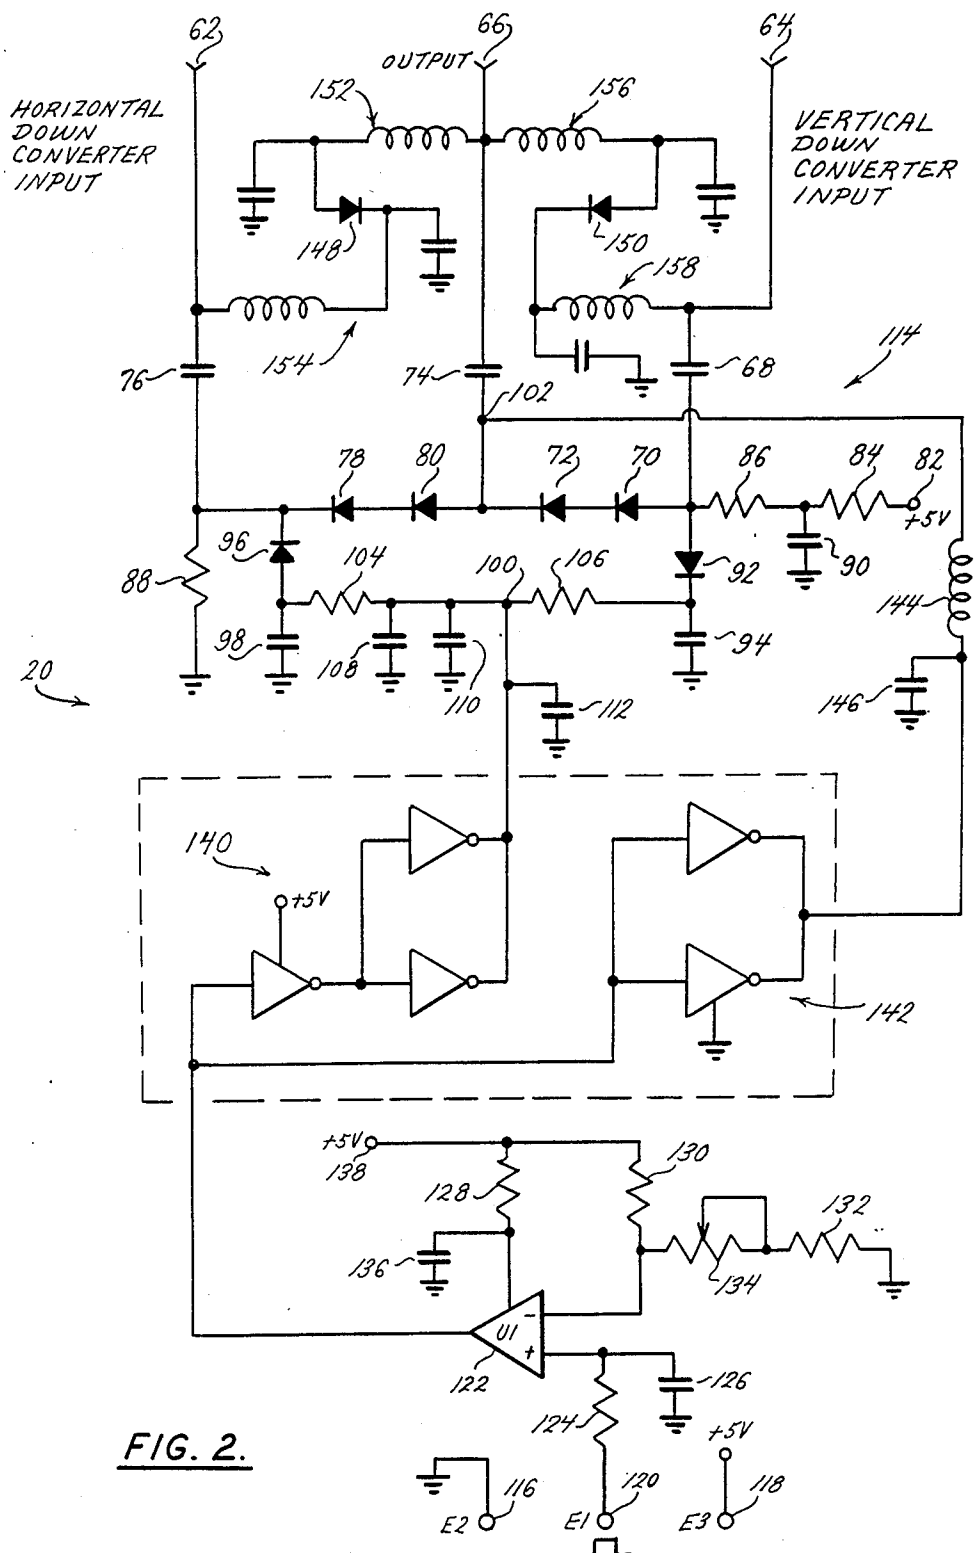 62
66
64
OUTPUT
HORIZONTAL
DOWN
CONVERTER
INPUT
152
156
VERTICAL
DOWN
CONVERTER
INPUT
148
150
158
154
114
76
74
68
102
78
80
72
70
86
84
82
+5V
96
104
100
106
92
90
88
144
98
108
110
94
20
112
146
140
+5V
142
+5V
138
128
130
132
136
134
U1
-
+
122
126
124
+5V
FIG. 2.
116
120
118
E2
E1
E3